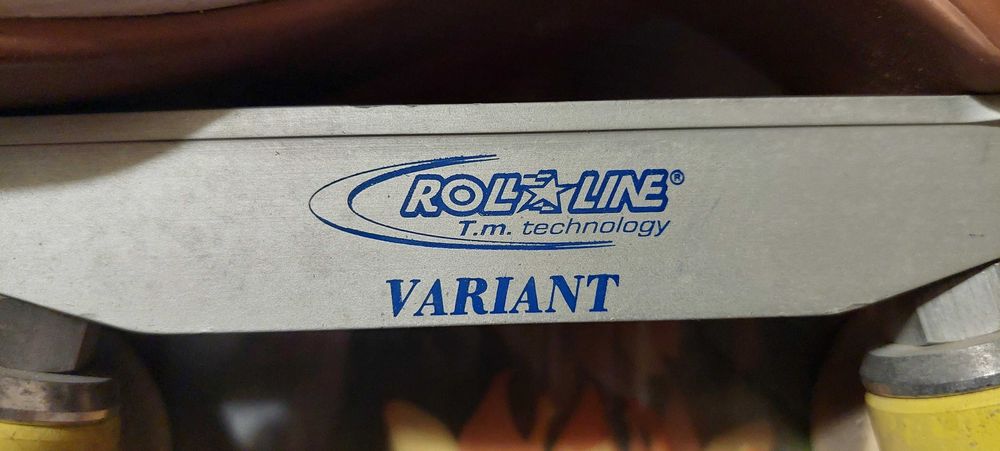 ROLL★LINE®
T.m. technology
VARIANT